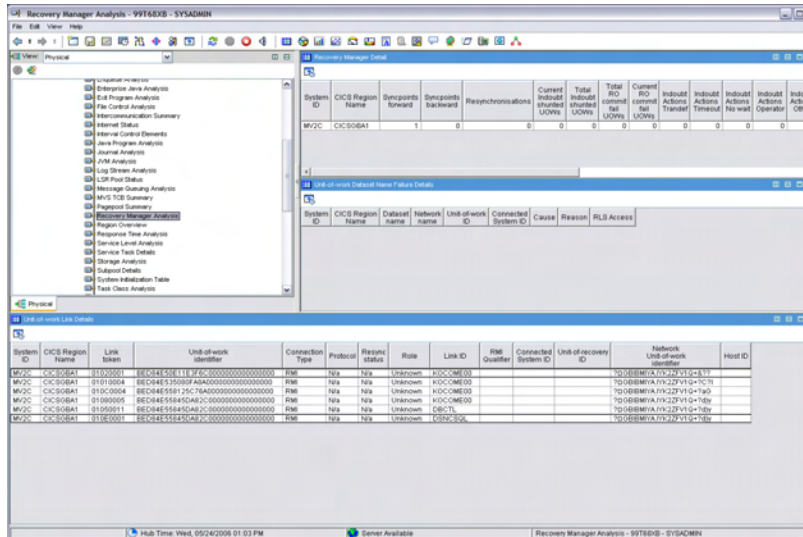 Recovery Manager Analysis - 99T68XB - SYSADMIN
File Edit View Help
View: Physical
Enterprise Java Analysis
Exit Program Analysis
File Control Analysis
Intercommunication Summary
Internet Status
Interval Control Elements
Java Program Analysis
Journal Analysis
JVM Analysis
Log Stream Analysis
LSR Pool Status
Message Queuing Analysis
MVS TCB Summary
Pagepool Summary
Recovery Manager Analysis
Region Overview
Response Time Analysis
Service Level Analysis
Service Task Details
Storage Analysis
Subpool Details
System Initialization Table
Task Class Analysis
Physical
Recovery Manager Detail
System ID CICS Region Name Syncpoints forward Syncpoints backward Resynchronisations Current Indoubt shunted UOWs Total Indoubt shunted UOWs Total RO commit fail UOWs Current RO commit fail UOWs Indoubt Actions Trandef Indoubt Actions Timeout Indoubt Actions No wait Indoubt Actions Operator
MV2C CICSGBA1 1 0 0 0 0 0 0 0 0 0 0
Unit-of-work Dataset Name Failure Details
System ID CICS Region Name Dataset name Network name Unit-of-work ID Connected System ID Cause Reason RLS Access
Unit-of-work Link Details
System ID CICS Region Name Link token Unit-of-work identifier Connection Type Protocol Resync status Role Link ID RMI Qualifier Connected System ID Unit-of-recovery ID Network Unit-of-work identifier Host ID
MV2C CICSGBA1 01020001 RMI N/a N/a Unknown KOCOME00
MV2C CICSGBA1 01010004 RMI N/a N/a Unknown KOCOME00
MV2C CICSGBA1 010C0004 RMI N/a N/a Unknown KOCOME00
MV2C CICSGBA1 01080005 RMI N/a N/a Unknown KOCOME00
MV2C CICSGBA1 01050011 RMI N/a N/a Unknown DBCTL
MV2C CICSGBA1 010E0001 RMI N/a N/a Unknown DSNCSQL
Hub Time: Wed, 05/24/2006 01:03 PM Server Available Recovery Manager Analysis - 99T68XB - SYSADMIN